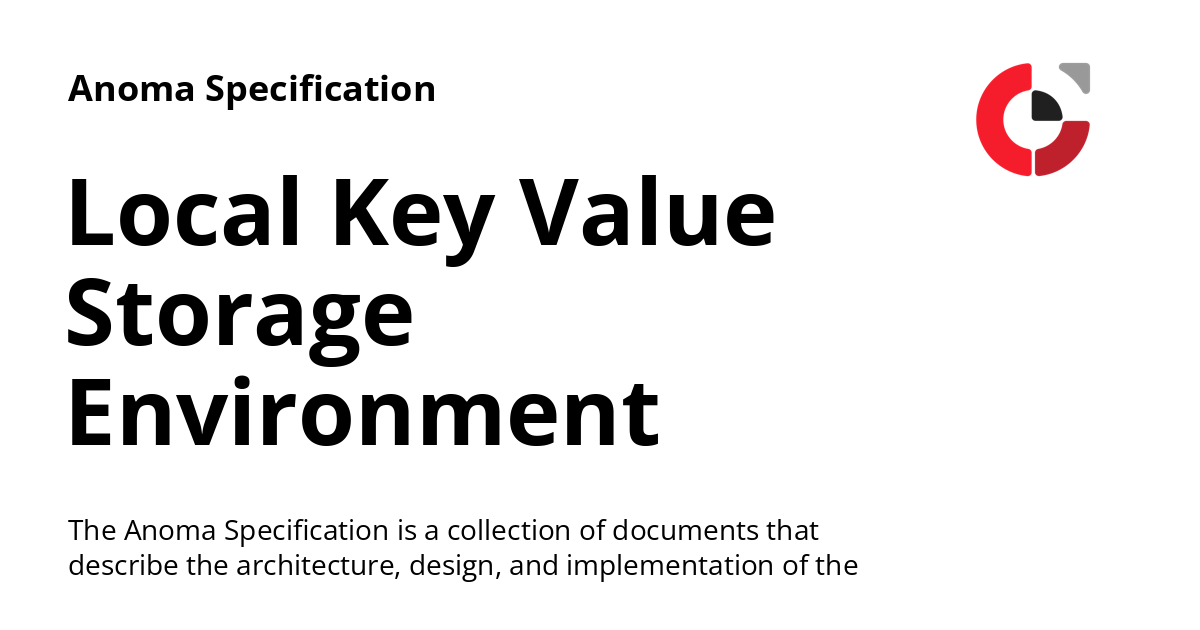 Anoma Specification
Local Key Value
Storage
Environment
The Anoma Specification is a collection of documents that
describe the architecture, design, and implementation of the